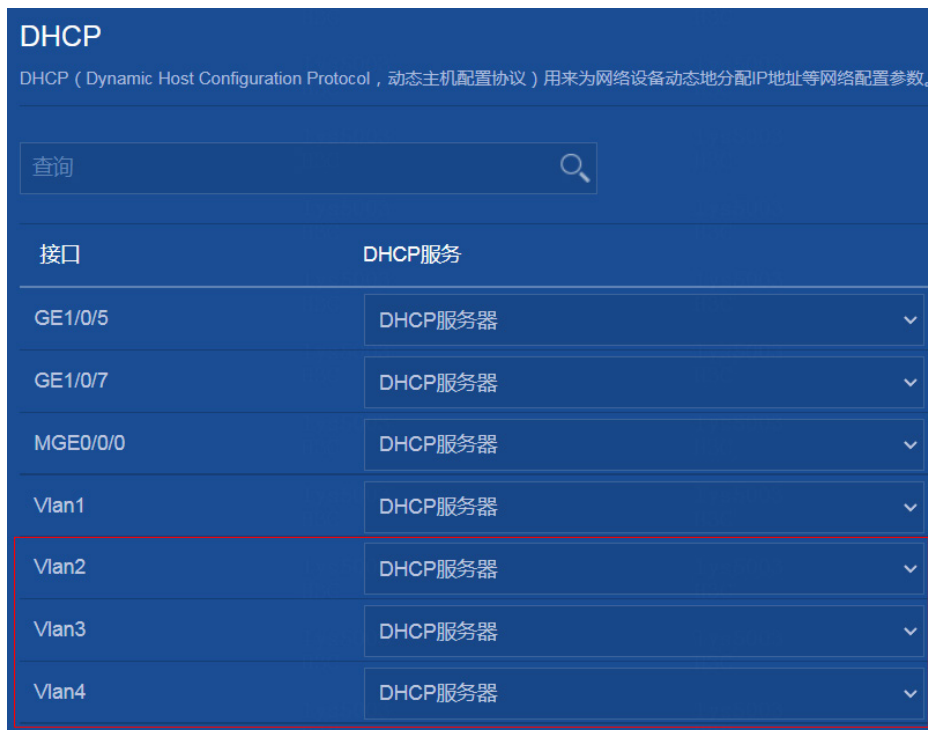 DHCP
DHCP ( Dynamic Host Configuration Protocol , 动态主机配置协议 ) 用来为网络设备动态地分配IP地址等网络配置参数。
查询
接口 DHCP服务
GE1/0/5 DHCP服务器
GE1/0/7 DHCP服务器
MGE0/0/0 DHCP服务器
Vlan1 DHCP服务器
Vlan2 DHCP服务器
Vlan3 DHCP服务器
Vlan4 DHCP服务器